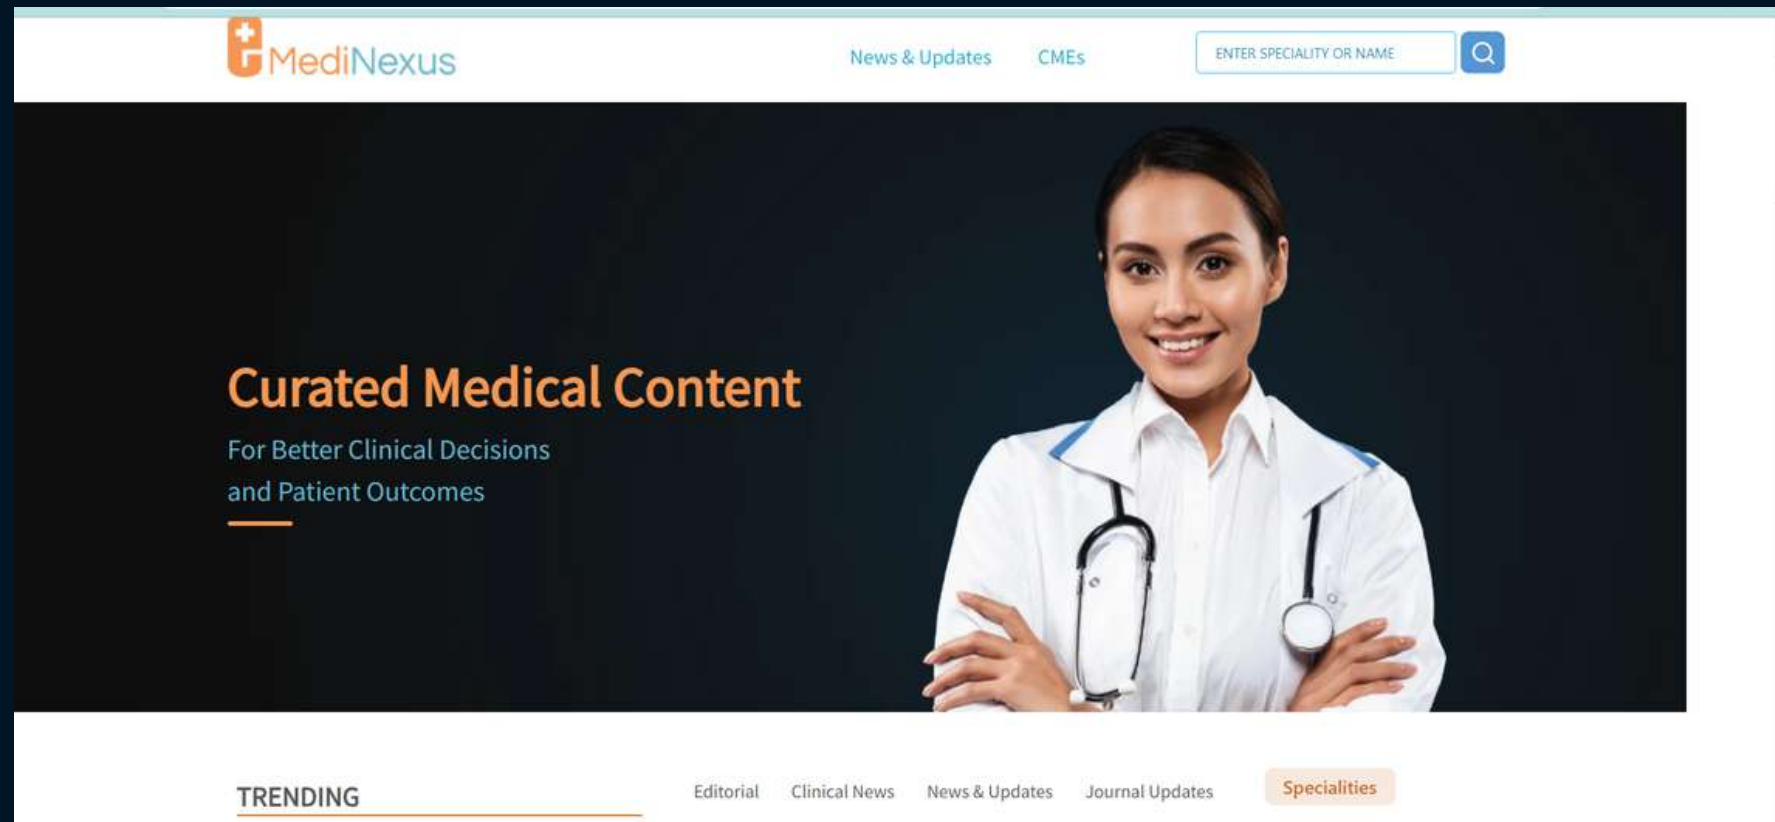 MediNexus
News & Updates
CMEs
ENTER SPECIALITY OR NAME
Curated Medical Content
For Better Clinical Decisions
and Patient Outcomes
TRENDING
Editorial
Clinical News
News & Updates
Journal Updates
Specialities